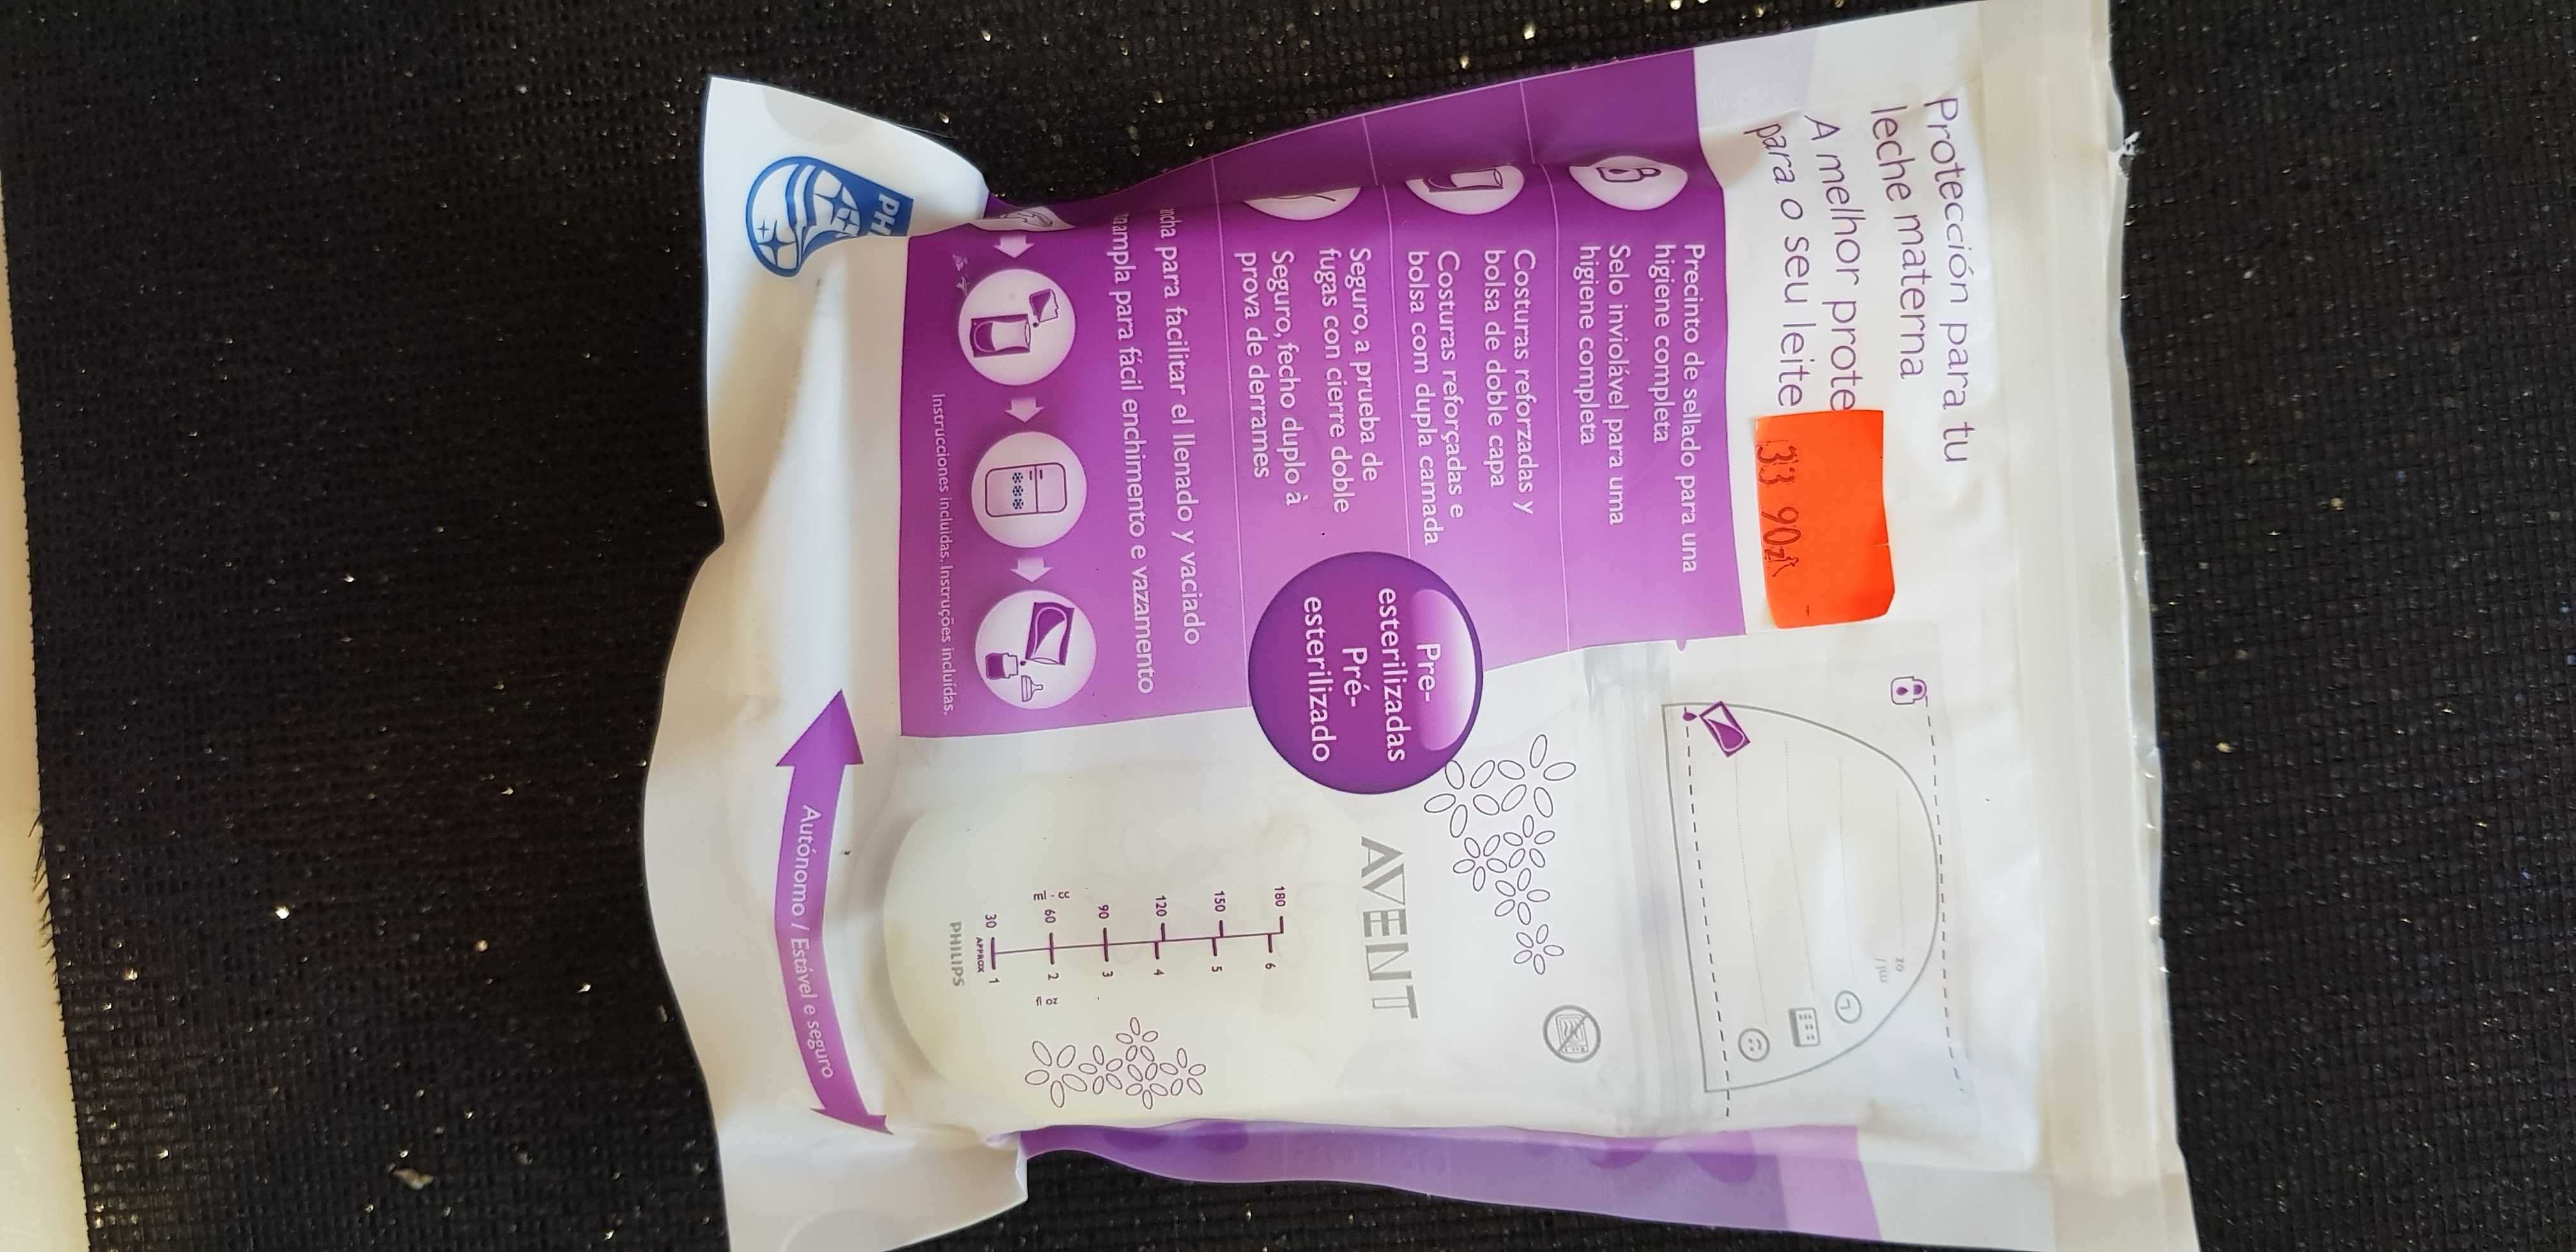 Protección para tu
leche materna
A melhor prote
para o seu leite
33 90zł
Precinto de sellado para una
higiene completa
Selo inviolável para uma
higiene completa
Costuras reforzadas y
bolsa de doble capa
Costuras reforçadas e
bolsa com dupla camada
Seguro, a prueba de
fugas con cierre doble
Seguro, fecho duplo à
prova de derrames
para facilitar el llenado y vaciado
ampla para fácil enchimento e vazamento
Instrucciones incluidas. Instruções incluídas.
Pre-
esterilizadas
Pré-
esterilizado
oz
/ ml
AVENT
180 6
150 5
120 4
90 3
cc
ml
60 2
oz
fl
30 1
APPROX
PHILIPS
Autónomo / Estável e seguro
PH